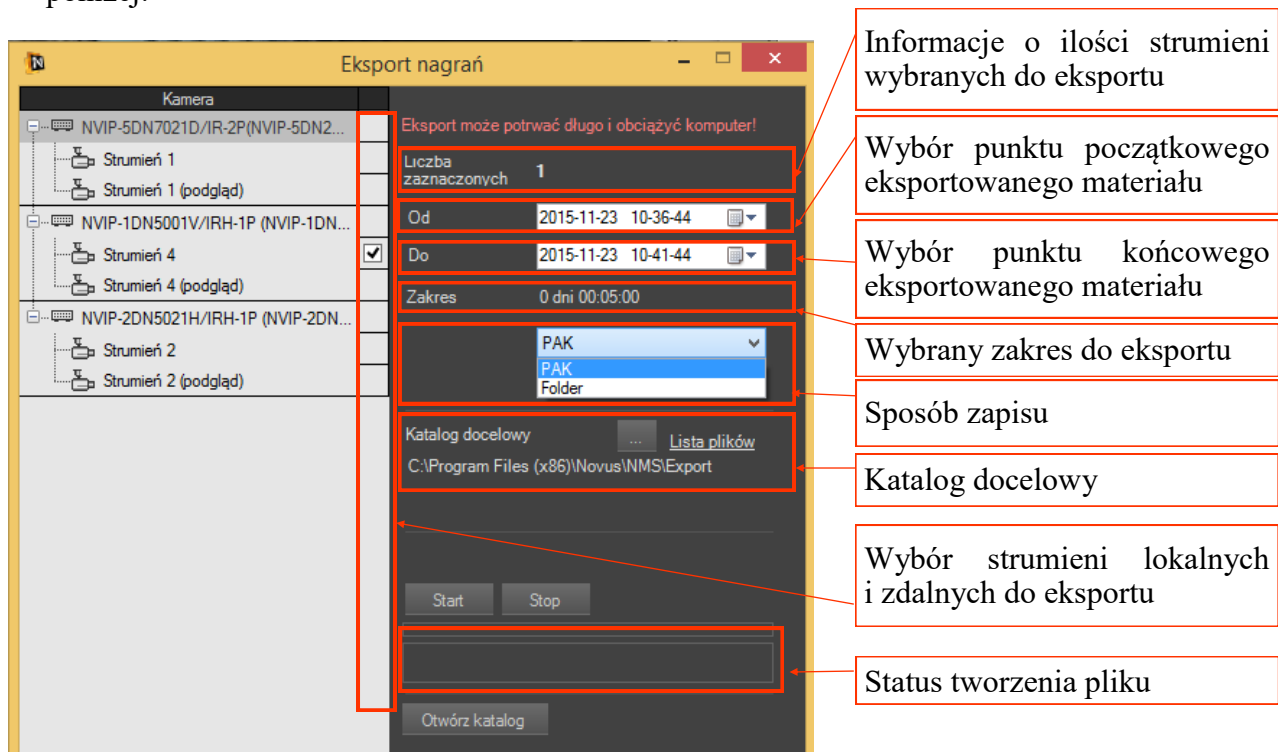 poniżej:
Eksport nagrań
Kamera
NVIP-5DN7021D/IR-2P(NVIP-5DN2...
Strumień 1
Strumień 1 (podgląd)
NVIP-1DN5001V/IRH-1P (NVIP-1DN...
Strumień 4
Strumień 4 (podgląd)
NVIP-2DN5021H/IRH-1P (NVIP-2DN...
Strumień 2
Strumień 2 (podgląd)
Eksport może potrwać długo i obciążyć komputer!
Liczba
zaznaczonych 1
Od 2015-11-23 10-36-44
Do 2015-11-23 10-41-44
Zakres 0 dni 00:05:00
PAK
PAK
Folder
Katalog docelowy ... Lista plików
C:\Program Files (x86)\Novus\NMS\Export
Start Stop
Otwórz katalog
Informacje o ilości strumieni
wybranych do eksportu
Wybór punktu początkowego
eksportowanego materiału
Wybór punktu końcowego
eksportowanego materiału
Wybrany zakres do eksportu
Sposób zapisu
Katalog docelowy
Wybór strumieni lokalnych
i zdalnych do eksportu
Status tworzenia pliku